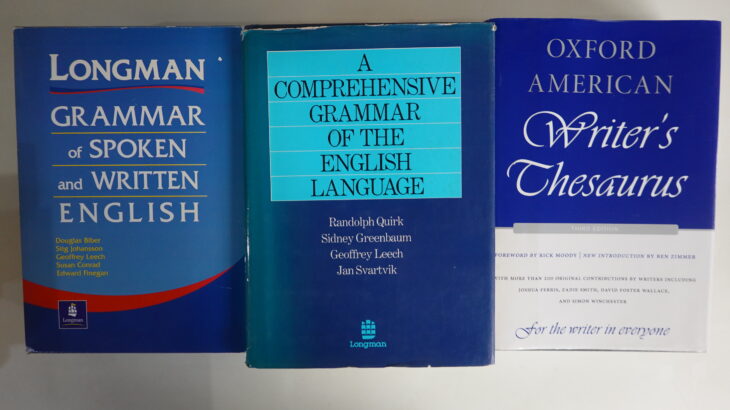 LONGMAN
GRAMMAR
of SPOKEN
and WRITTEN
ENGLISH
Douglas Biber
Stig Johansson
Geoffrey Leech
Susan Conrad
Edward Finegan
Longman
A
COMPREHENSIVE
GRAMMAR
OF THE
ENGLISH
LANGUAGE
Randolph Quirk
Sidney Greenbaum
Geoffrey Leech
Jan Svartvik
Longman
OXFORD
AMERICAN
Writer's
Thesaurus
THIRD EDITION
FOREWORD BY RICK MOODY | NEW INTRODUCTION BY BEN ZIMMER
WITH MORE THAN 200 ORIGINAL CONTRIBUTIONS BY WRITERS INCLUDING
JOSHUA FERRIS, ZADIE SMITH, DAVID FOSTER WALLACE,
AND SIMON WINCHESTER
For the writer in everyone